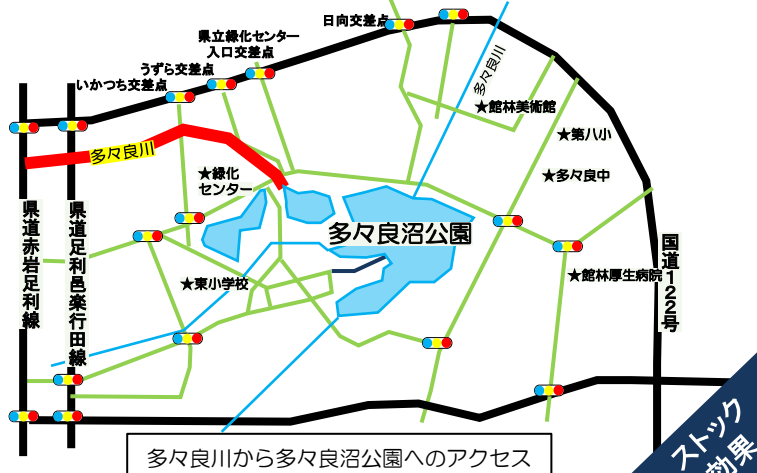 日向交差点
県立緑化センター
入口交差点
うずら交差点
いかつち交差点
多々良川
★館林美術館
★第八小
多々良川
★緑化
センター
★多々良中
多々良沼公園
県道赤岩足利線
県道足利邑楽行田線
国道122号
★東小学校
★館林厚生病院
ストック
効果
多々良川から多々良沼公園へのアクセス